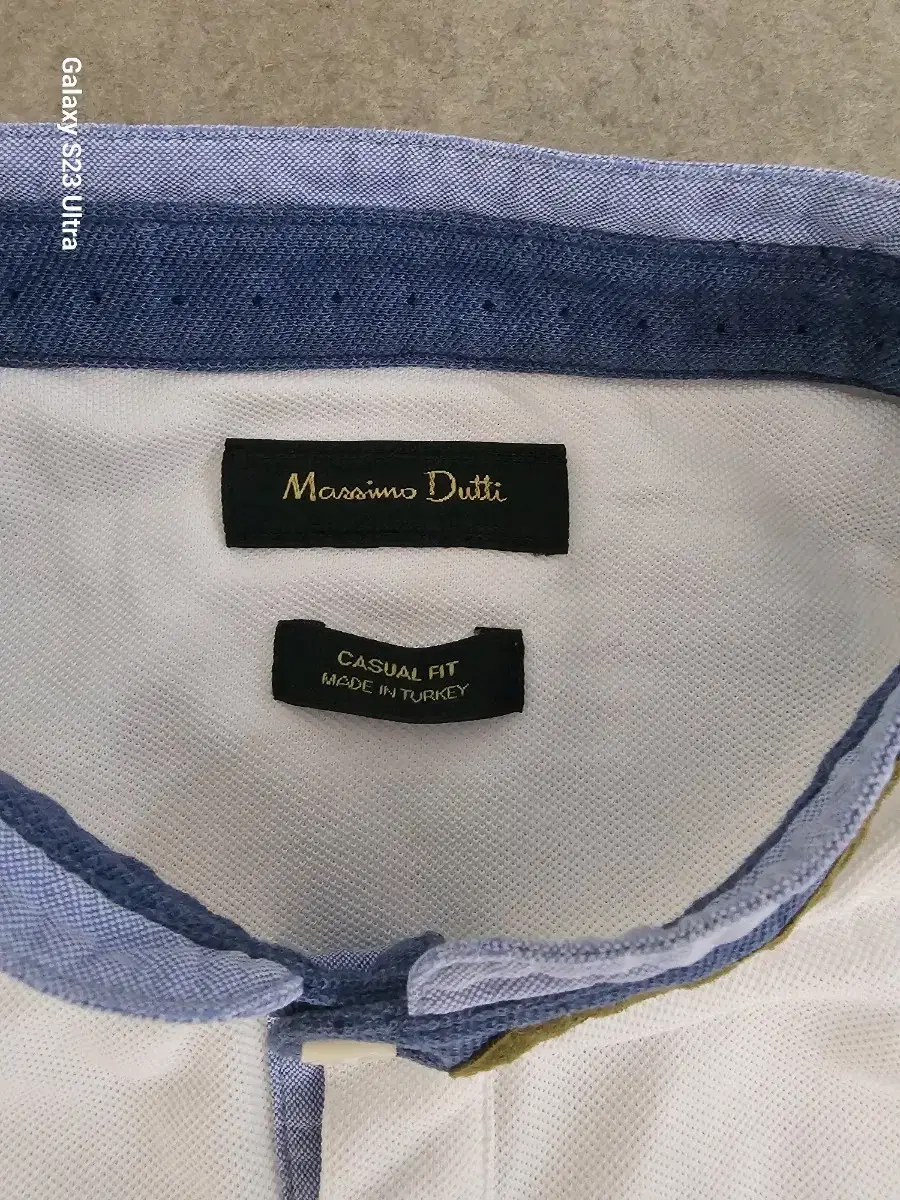 Galaxy S23 Ultra
Massimo Dutti
CASUAL FIT
MADE IN TURKEY